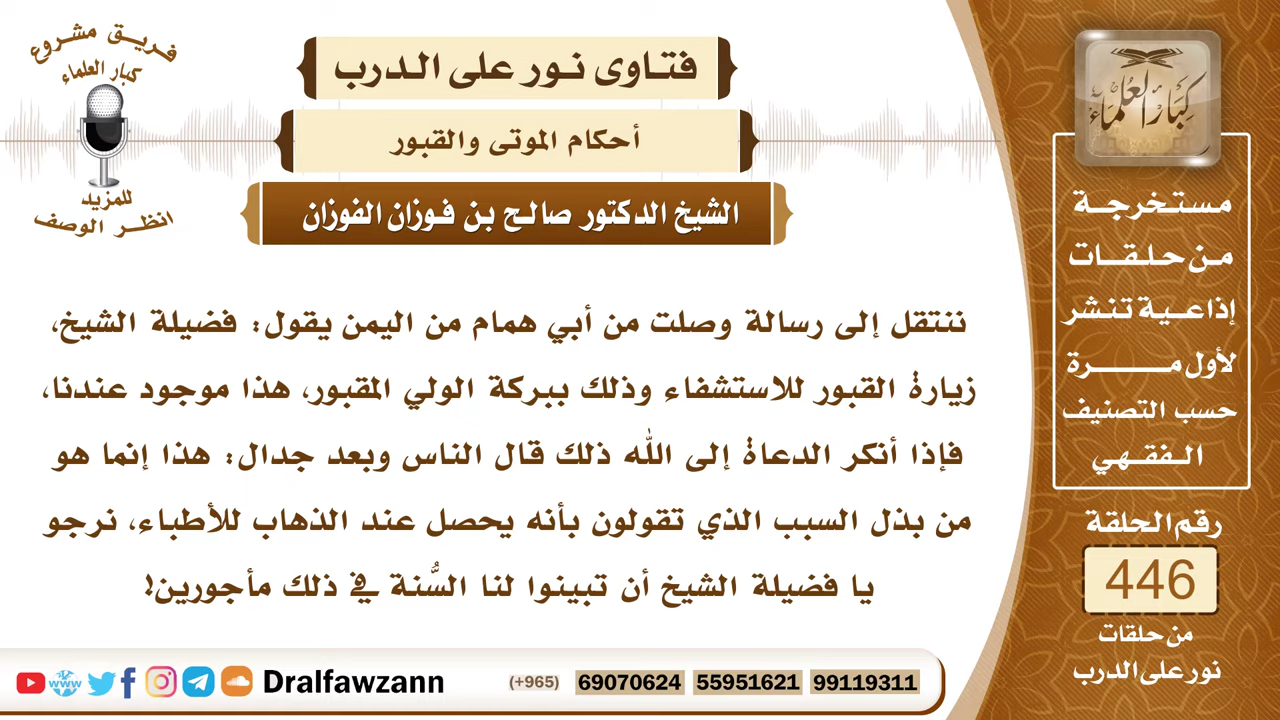 فريق مشروع
كبار العلماء
للمزيد
انظر الوصف
فتاوى نور على الدرب
أحكام الموتى والقبور
الشيخ الدكتور صالح بن فوزان الفوزان
ننتقل إلى رسالة وصلت من أبي همام من اليمن يقول: فضيلة الشيخ،
زيارة القبور للاستشفاء وذلك ببركة الولي المقبور، هذا موجود عندنا،
فإذا أنكر الدعاة إلى الله ذلك قال الناس وبعد جدال: هذا إنما هو
من بذل السبب الذي تقولون بأنه يحصل عند الذهاب للأطباء، نرجو
يا فضيلة الشيخ أن تبينوا لنا السُّنة في ذلك مأجورين!
كِبَارُ العُلَمَاء
مستخرجة
من حلقات
إذاعية تنشر
لأول مرة
حسب التصنيف
الفقهي
رقم الحلقة
446
من حلقات
نور على الدرب
www
Dralfawzann
(+965) 69070624 55951621 99119311